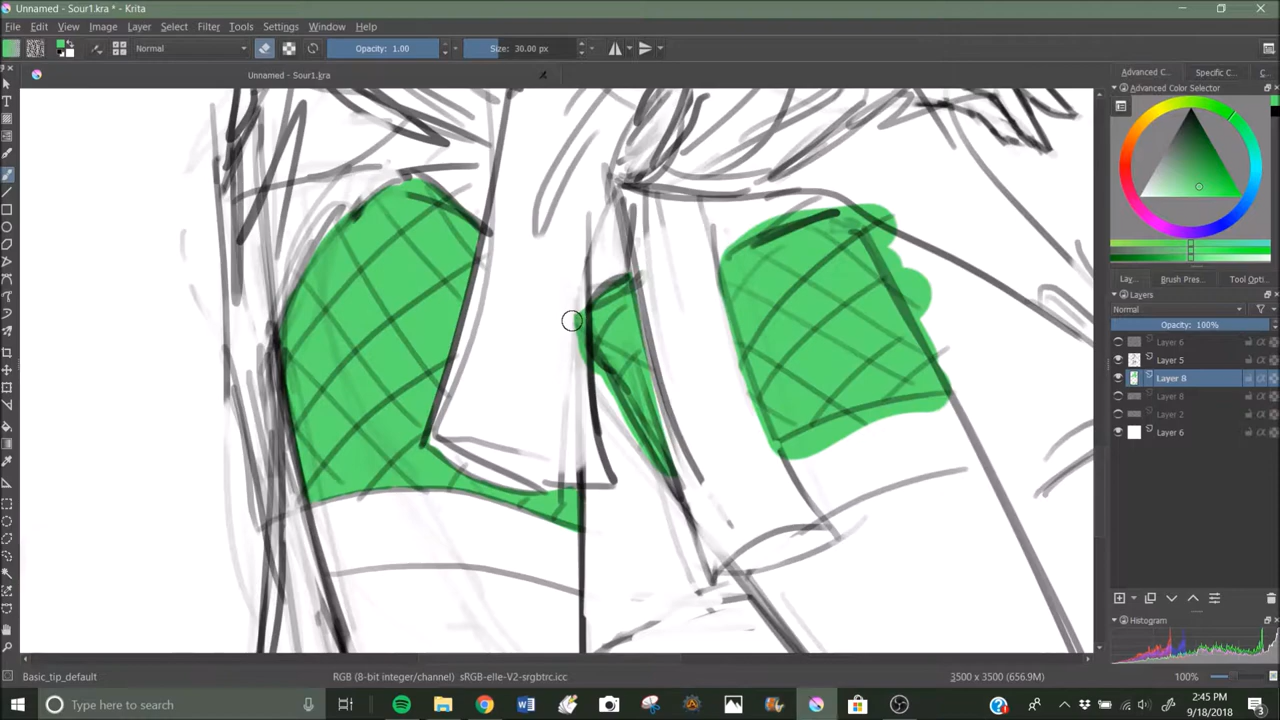 Unnamed - Sour1.kra * - Krita
File Edit View Image Layer Select Filter Tools Settings Window Help
Normal Opacity: 1.00 Size: 30.00 px
Unnamed - Sour1.kra
Advanced C... Specific C... C...
Advanced Color Selector
Lay... Brush Pres... Tool Opti...
Layers
Normal
Opacity: 100%
Layer 6
Layer 5
Layer 8
Layer 8
Layer 2
Layer 6
Histogram
Basic_tip_default RGB (8-bit integer/channel) sRGB-elle-V2-srgbtrc.icc 3500 x 3500 (656.9M) 100%
Type here to search
2:45 PM
9/18/2018
3